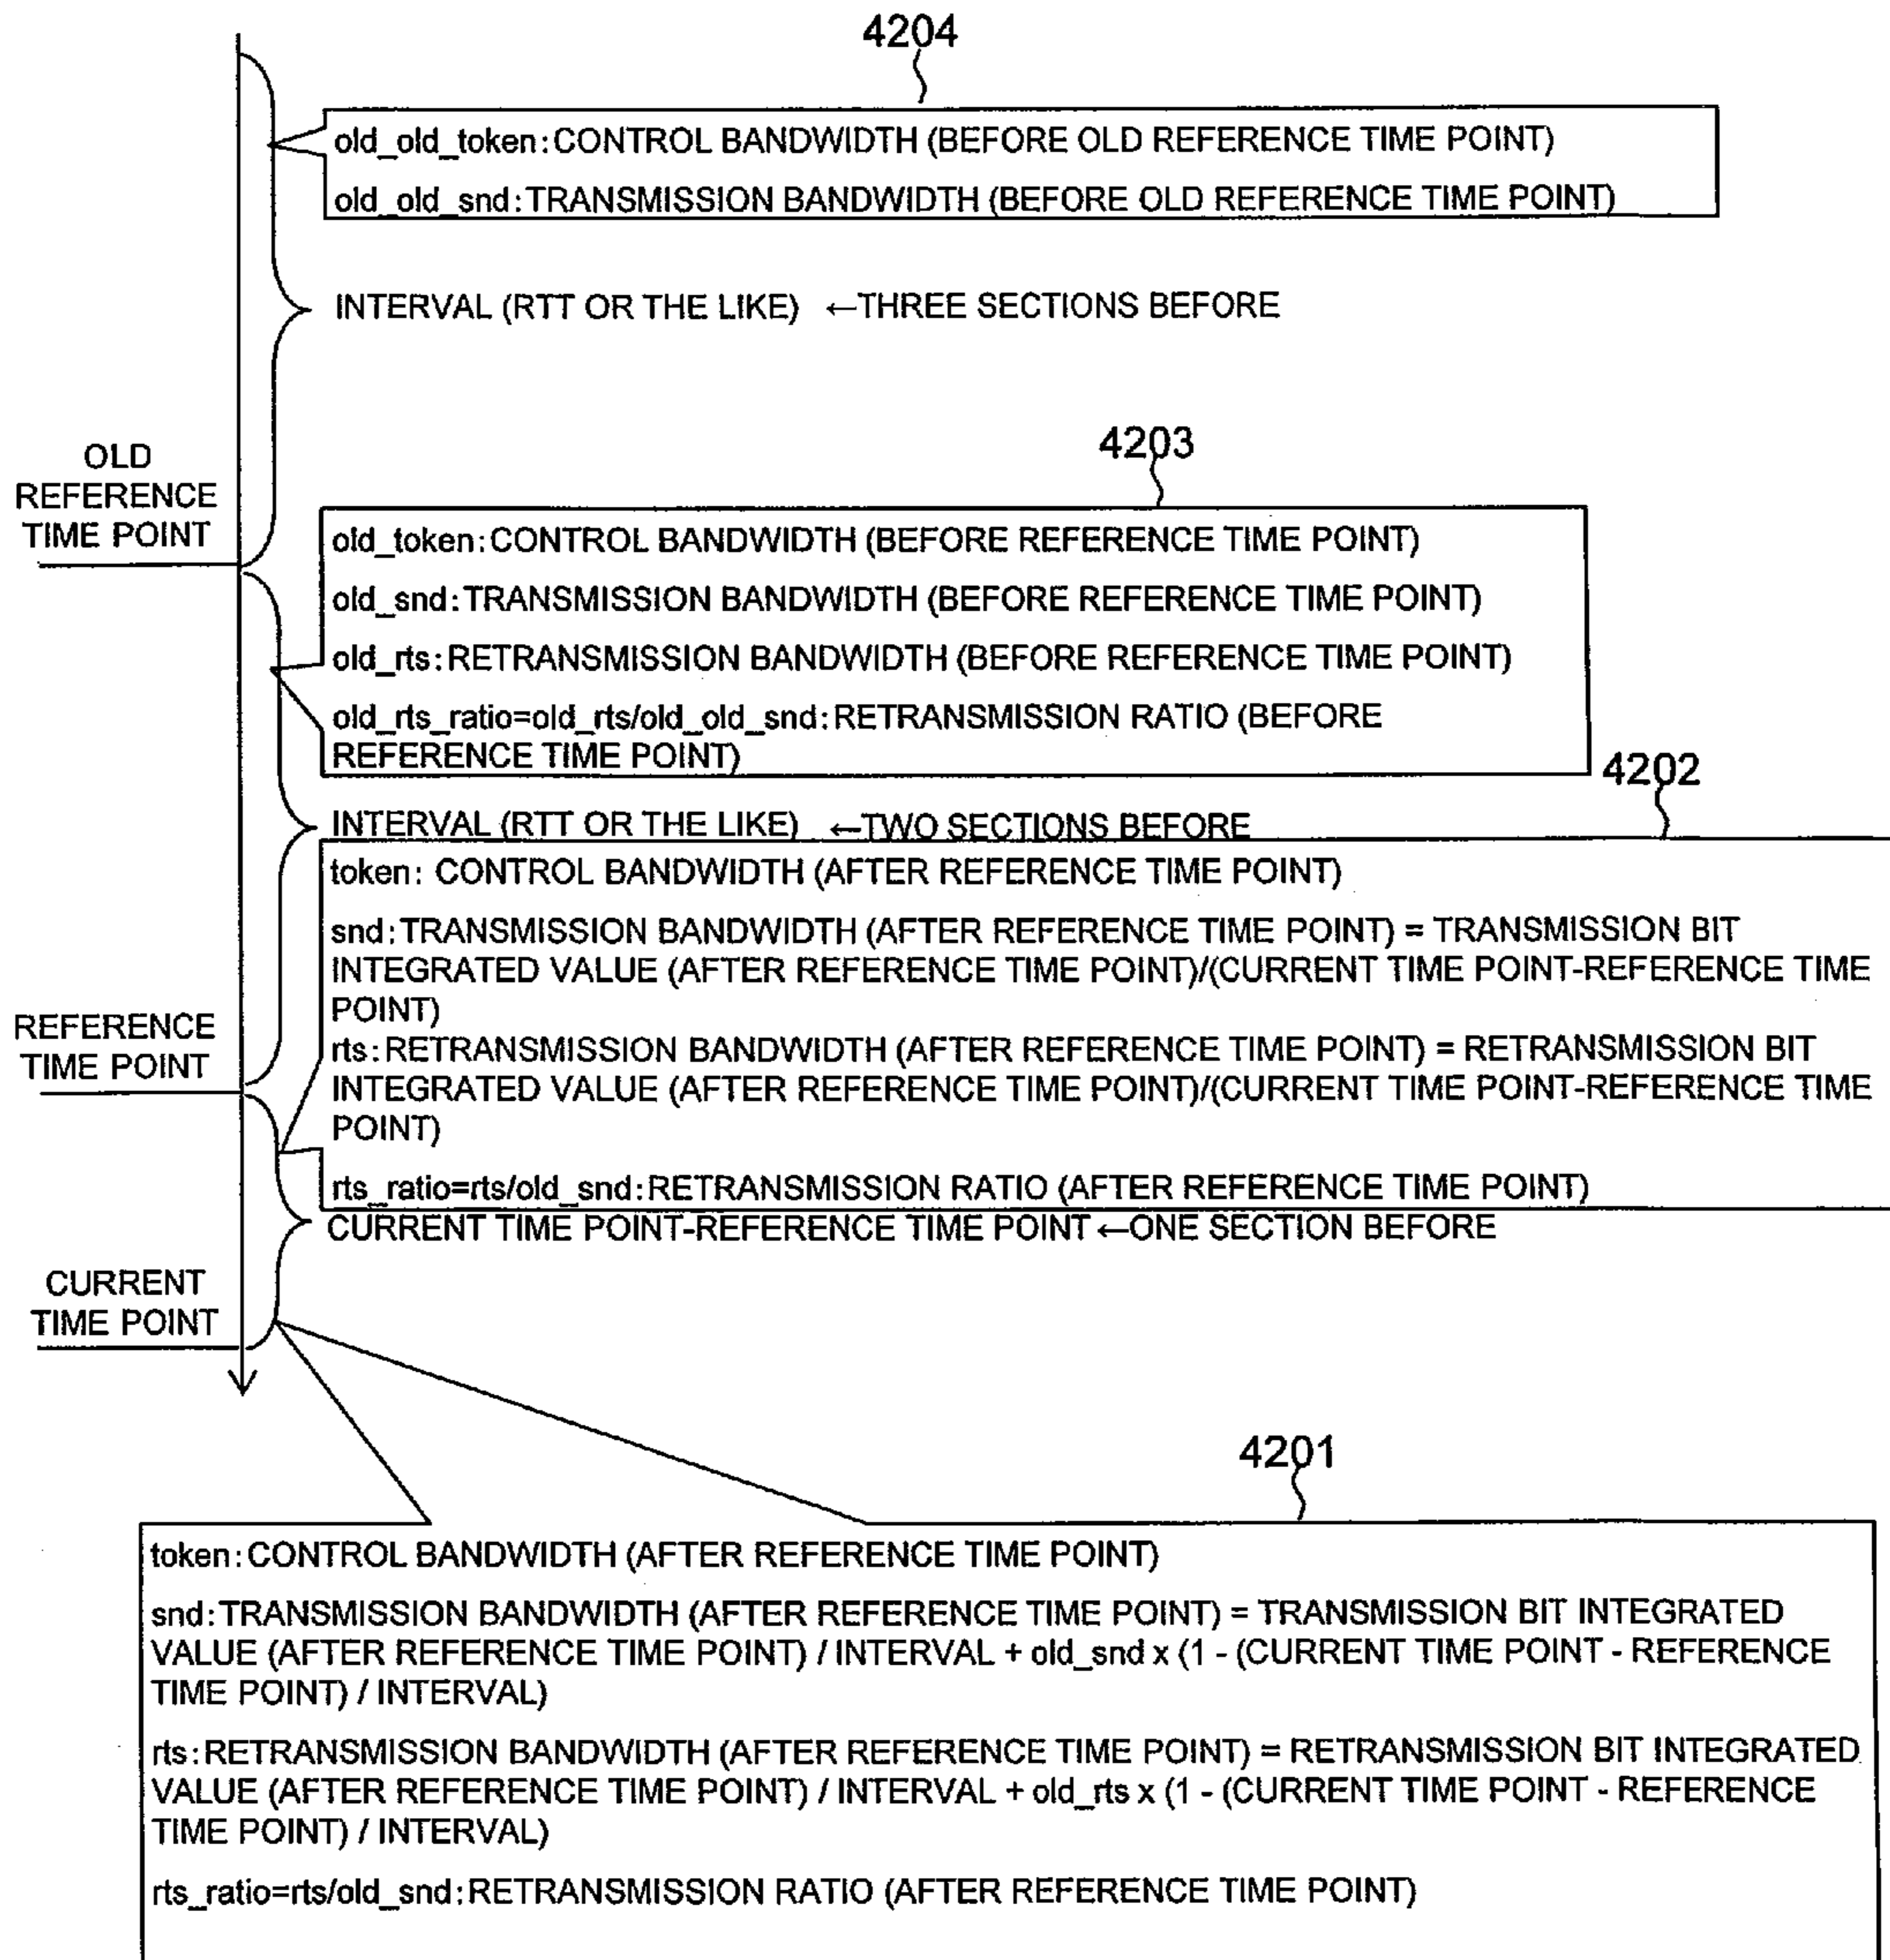 4204
old_old_token:CONTROL BANDWIDTH (BEFORE OLD REFERENCE TIME POINT)
old_old_snd:TRANSMISSION BANDWIDTH (BEFORE OLD REFERENCE TIME POINT)
INTERVAL (RTT OR THE LIKE) ←THREE SECTIONS BEFORE
OLD
REFERENCE
TIME POINT
4203
old_token:CONTROL BANDWIDTH (BEFORE REFERENCE TIME POINT)
old_snd:TRANSMISSION BANDWIDTH (BEFORE REFERENCE TIME POINT)
old_rts:RETRANSMISSION BANDWIDTH (BEFORE REFERENCE TIME POINT)
old_rts_ratio=old_rts/old_old_snd:RETRANSMISSION RATIO (BEFORE
REFERENCE TIME POINT)
4202
INTERVAL (RTT OR THE LIKE) ←TWO SECTIONS BEFORE
token: CONTROL BANDWIDTH (AFTER REFERENCE TIME POINT)
snd:TRANSMISSION BANDWIDTH (AFTER REFERENCE TIME POINT) = TRANSMISSION BIT
INTEGRATED VALUE (AFTER REFERENCE TIME POINT)/(CURRENT TIME POINT-REFERENCE TIME
POINT)
REFERENCE
TIME POINT
rts:RETRANSMISSION BANDWIDTH (AFTER REFERENCE TIME POINT) = RETRANSMISSION BIT
INTEGRATED VALUE (AFTER REFERENCE TIME POINT)/(CURRENT TIME POINT-REFERENCE TIME
POINT)
rts_ratio=rts/old_snd:RETRANSMISSION RATIO (AFTER REFERENCE TIME POINT)
CURRENT TIME POINT-REFERENCE TIME POINT ←ONE SECTION BEFORE
CURRENT
TIME POINT
4201
token:CONTROL BANDWIDTH (AFTER REFERENCE TIME POINT)
snd:TRANSMISSION BANDWIDTH (AFTER REFERENCE TIME POINT) = TRANSMISSION BIT INTEGRATED
VALUE (AFTER REFERENCE TIME POINT) / INTERVAL + old_snd x (1 - (CURRENT TIME POINT - REFERENCE
TIME POINT) / INTERVAL)
rts:RETRANSMISSION BANDWIDTH (AFTER REFERENCE TIME POINT) = RETRANSMISSION BIT INTEGRATED
VALUE (AFTER REFERENCE TIME POINT) / INTERVAL + old_rts x (1 - (CURRENT TIME POINT - REFERENCE
TIME POINT) / INTERVAL)
rts_ratio=rts/old_snd:RETRANSMISSION RATIO (AFTER REFERENCE TIME POINT)